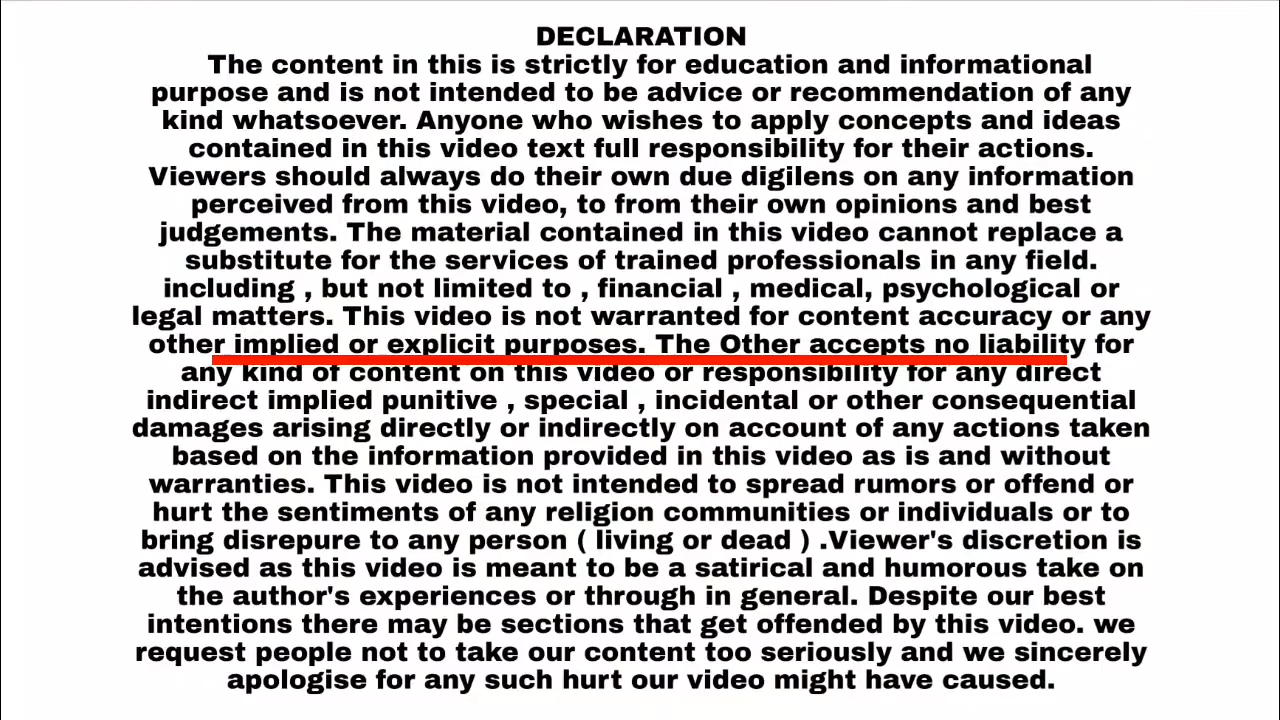 DECLARATION
The content in this is strictly for education and informational
purpose and is not intended to be advice or recommendation of any
kind whatsoever. Anyone who wishes to apply concepts and ideas
contained in this video text full responsibility for their actions.
Viewers should always do their own due digilens on any information
perceived from this video, to from their own opinions and best
judgements. The material contained in this video cannot replace a
substitute for the services of trained professionals in any field.
including , but not limited to , financial , medical, psychological or
legal matters. This video is not warranted for content accuracy or any
other implied or explicit purposes. The Other accepts no liability for
any kind of content on this video or responsibility for any direct
indirect implied punitive , special , incidental or other consequential
damages arising directly or indirectly on account of any actions taken
based on the information provided in this video as is and without
warranties. This video is not intended to spread rumors or offend or
hurt the sentiments of any religion communities or individuals or to
bring disrepure to any person ( living or dead ) .Viewer's discretion is
advised as this video is meant to be a satirical and humorous take on
the author's experiences or through in general. Despite our best
intentions there may be sections that get offended by this video. we
request people not to take our content too seriously and we sincerely
apologise for any such hurt our video might have caused.